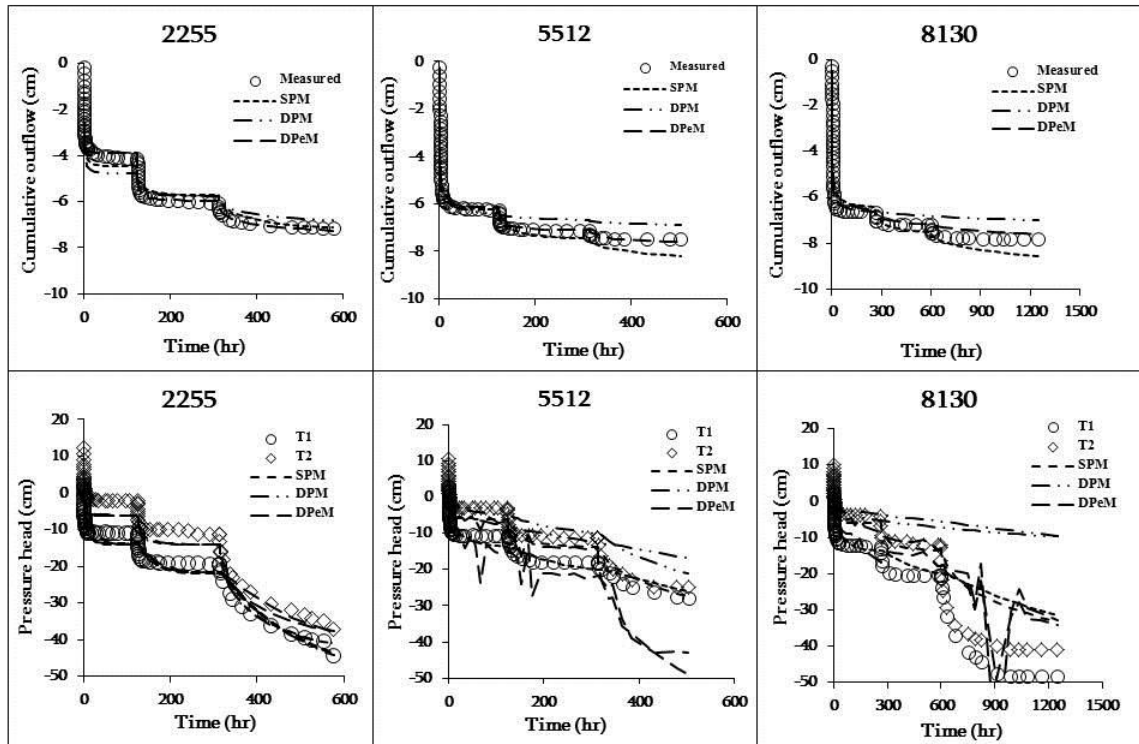 2255
Measured
SPM
DPM
DPeM
Cumulative outflow (cm)
0
−2
−4
−6
−8
−10
0
200
400
600
Time (hr)
5512
Measured
SPM
DPM
DPeM
Cumulative outflow (cm)
0
−2
−4
−6
−8
−10
0
200
400
600
Time (hr)
8130
Measured
SPM
DPM
DPeM
Cumulative outflow (cm)
0
−2
−4
−6
−8
−10
0
300
600
900
1200
1500
Time (hr)
2255
T1
T2
SPM
DPM
DPeM
Pressure head (cm)
20
10
0
−10
−20
−30
−40
−50
0
200
400
600
Time (hr)
5512
T1
T2
SPM
DPM
DPeM
Pressure head (cm)
20
10
0
−10
−20
−30
−40
−50
0
200
400
600
Time (hr)
8130
T1
T2
SPM
DPM
DPeM
Pressure head (cm)
20
10
0
−10
−20
−30
−40
−50
0
300
600
900
1200
1500
Time (hr)